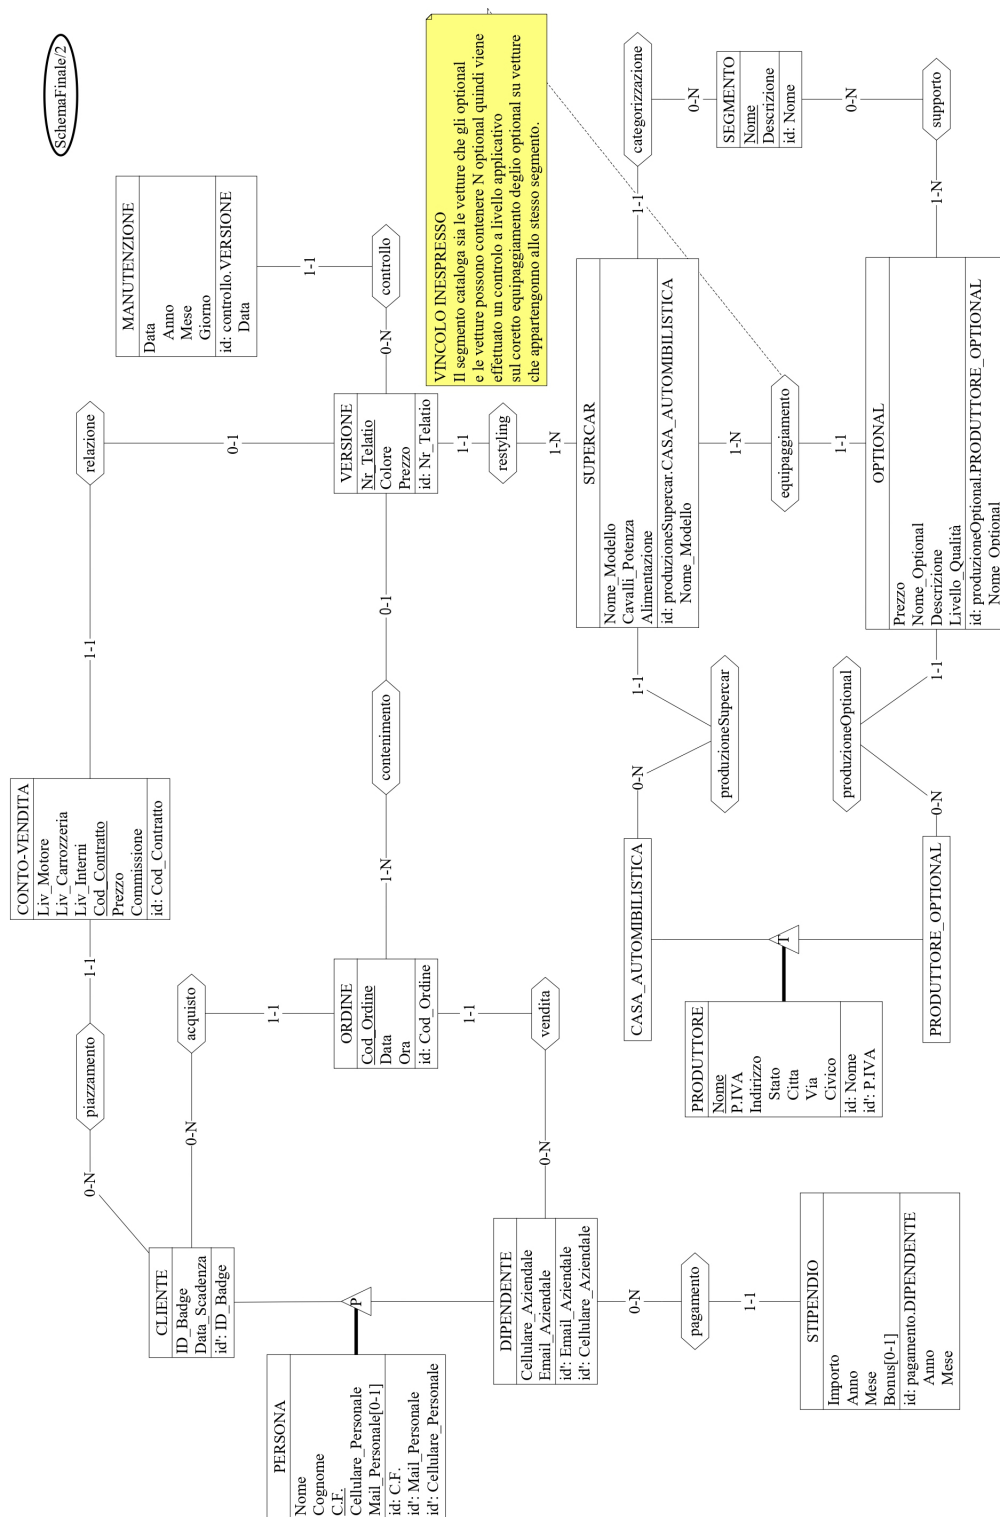 SchemaFinale/2
MANUTENZIONE
Data
Anno
Mese
Giorno
id: controllo.VERSIONE
Data
1-1
controllo
0-N
relazione
0-1
1-1
VERSIONE
Nr_Telatio
Colore
Prezzo
id: Nr_Telatio
1-1
restyling
1-N
VINCOLO INESPRESSO
Il segmento cataloga sia le vetture che gli optional
e le vetture possono contenere N optional quindi viene
effettuato un controlo a livello applicativo
sul coretto equipaggiamento deglio optional su vetture
che appartengonno allo stesso segmento.
categorizzazione
1-1
0-N
SEGMENTO
Nome
Descrizione
id: Nome
0-N
supporto
1-N
SUPERCAR
Nome_Modello
Cavalli_Potenza
Alimentazione
id: produzioneSupercar.CASA_AUTOMIBILISTICA
Nome_Modello
1-N
equipaggiamento
1-1
OPTIONAL
Prezzo
Nome_Optional
Descrizione
Livello_Qualità
id: produzioneOptional.PRODUTTORE_OPTIONAL
Nome_Optional
CONTO-VENDITA
Liv_Motore
Liv_Carrozzeria
Liv_Interni
Cod_Contratto
Prezzo
Commissione
id: Cod_Contratto
1-1
piazzamento
0-N
0-1
contenimento
1-N
ORDINE
Cod_Ordine
Data
Ora
id: Cod_Ordine
1-1
acquisto
0-N
1-1
vendita
0-N
1-1
produzioneSupercar
0-N
CASA_AUTOMIBILISTICA
1-1
produzioneOptional
0-N
PRODUTTORE_OPTIONAL
T
PRODUTTORE
Nome
P.IVA
Indirizzo
Stato
Citta
Via
Civico
id: Nome
id': P.IVA
CLIENTE
ID_Badge
Data_Scadenza
id': ID_Badge
P
PERSONA
Nome
Cognome
C.F.
Cellulare_Personale
Mail_Personale[0-1]
id: C.F.
id': Mail_Personale
id': Cellulare_Personale
DIPENDENTE
Cellulare_Aziendale
Email_Aziendale
id': Email_Aziendale
id': Cellulare_Aziendale
0-N
pagamento
1-1
STIPENDIO
Importo
Anno
Mese
Bonus[0-1]
id: pagamento.DIPENDENTE
Anno
Mese